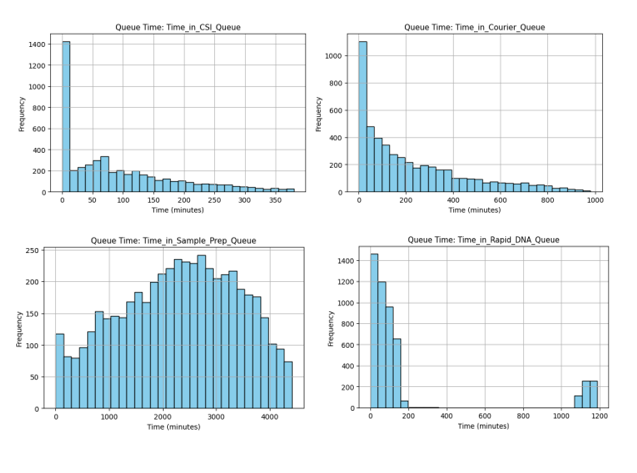 Queue Time: Time_in_CSI_Queue
1400
1200
1000
800
600
400
200
0
Frequency
0 50 100 150 200 250 300 350
Time (minutes)
Queue Time: Time_in_Courier_Queue
1000
800
600
400
200
0
Frequency
0 200 400 600 800 1000
Time (minutes)
Queue Time: Time_in_Sample_Prep_Queue
250
200
150
100
50
0
Frequency
0 1000 2000 3000 4000
Time (minutes)
Queue Time: Time_in_Rapid_DNA_Queue
1400
1200
1000
800
600
400
200
0
Frequency
0 200 400 600 800 1000 1200
Time (minutes)